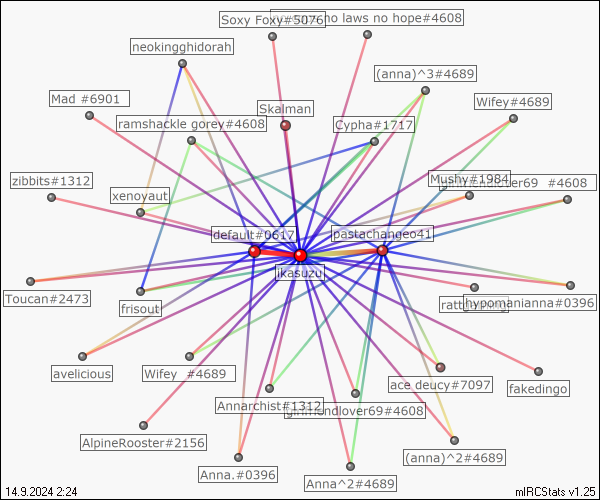 Soxy Foxy#5076
no laws no hope#4608
neokingghidorah
(anna)^3#4689
Mad #6901
Skalman
Wifey#4689
ramshackle gorey#4608
Cypha#1717
zibbits#1312
Mushy#1984
#4608
xenoyaut
default#0617
pastachangeo41
ikasuzu
Toucan#2473
frisout
hypomanianna#0396
avelicious
Wifey #4689
ace deucy#7097
fakedingo
Annarchist#1312
girlfriendlover69#4608
AlpineRooster#2156
(anna)^2#4689
Anna.#0396
Anna^2#4689
14.9.2024 2:24
mIRCStats v1.25